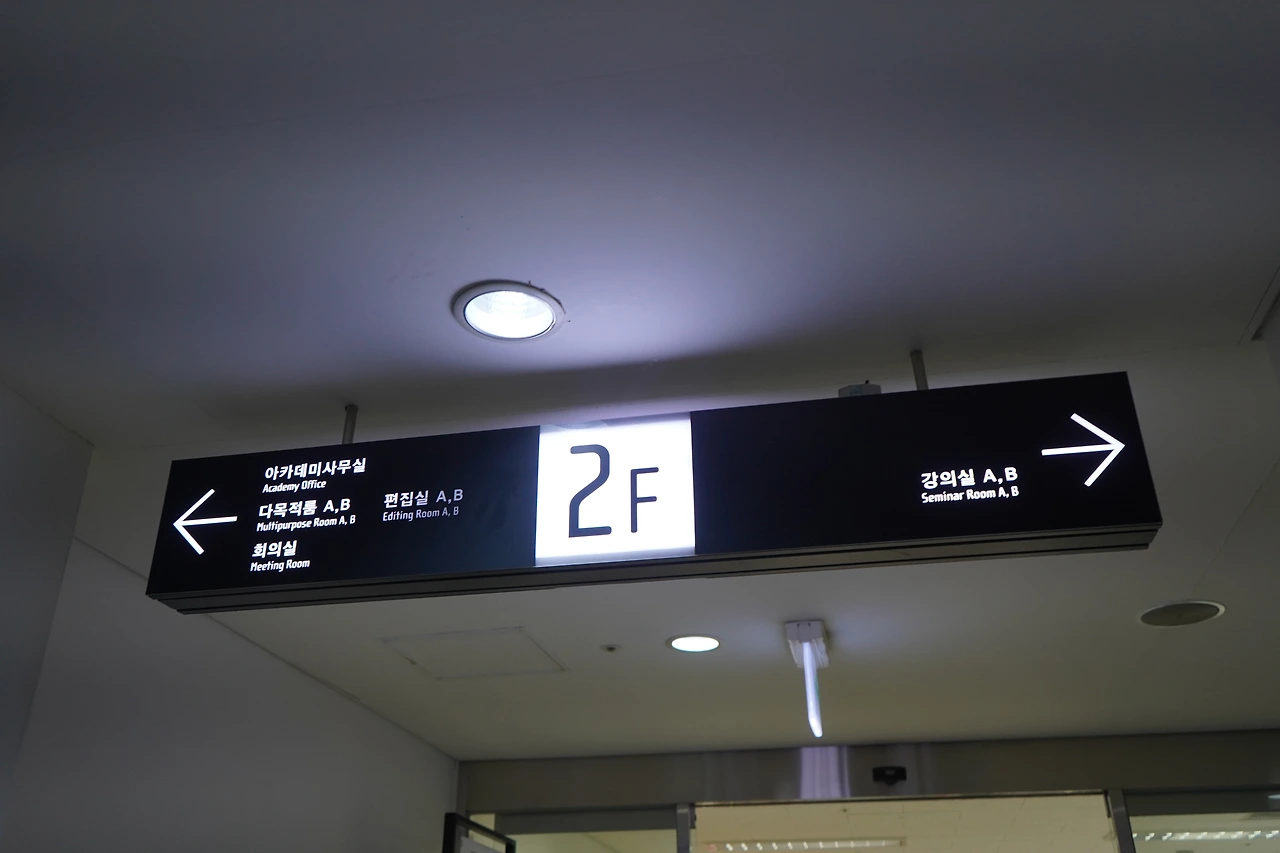 아카데미사무실
Academy Office
다목적룸 A,B
Multipurpose Room A, B
회의실
Meeting Room
편집실 A,B
Editing Room A, B
2F
강의실 A,B
Seminar Room A, B